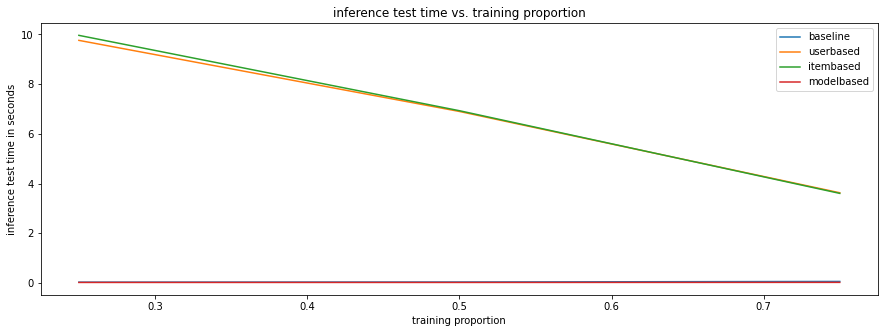 inference test time vs. training proportion
baseline
userbased
itembased
modelbased
inference test time in seconds
10
8
6
4
2
0
0.3
0.4
0.5
0.6
0.7
training proportion